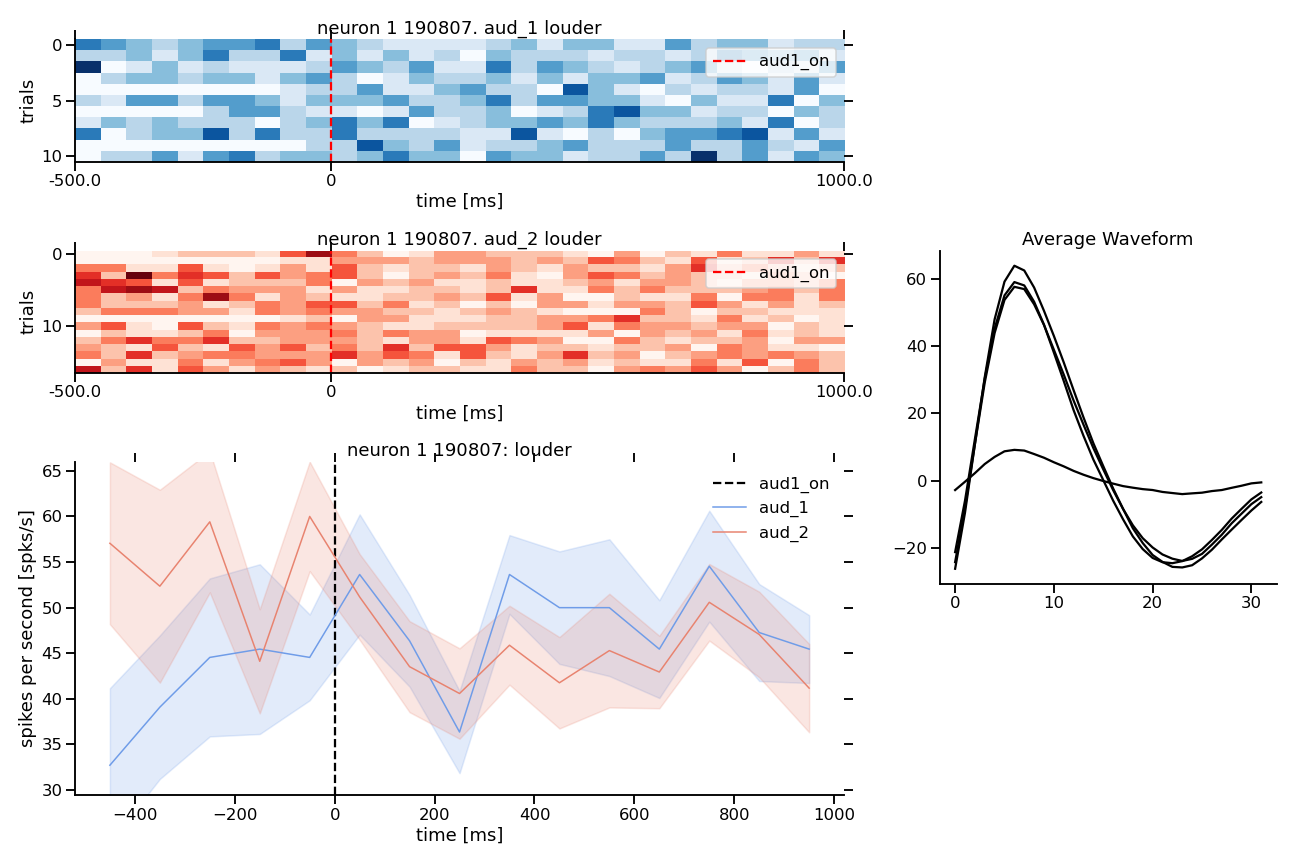 neuron 1 190807. aud_1 louder
0
5
10
trials
aud1_on
-500.0 0 1000.0
time [ms]
neuron 1 190807. aud_2 louder
0
10
trials
aud1_on
-500.0 0 1000.0
time [ms]
neuron 1 190807: louder
65
60
55
50
45
40
35
30
spikes per second [spks/s]
aud1_on
aud_1
aud_2
−400 −200 0 200 400 600 800 1000
time [ms]
Average Waveform
60
40
20
0
−20
0 10 20 30